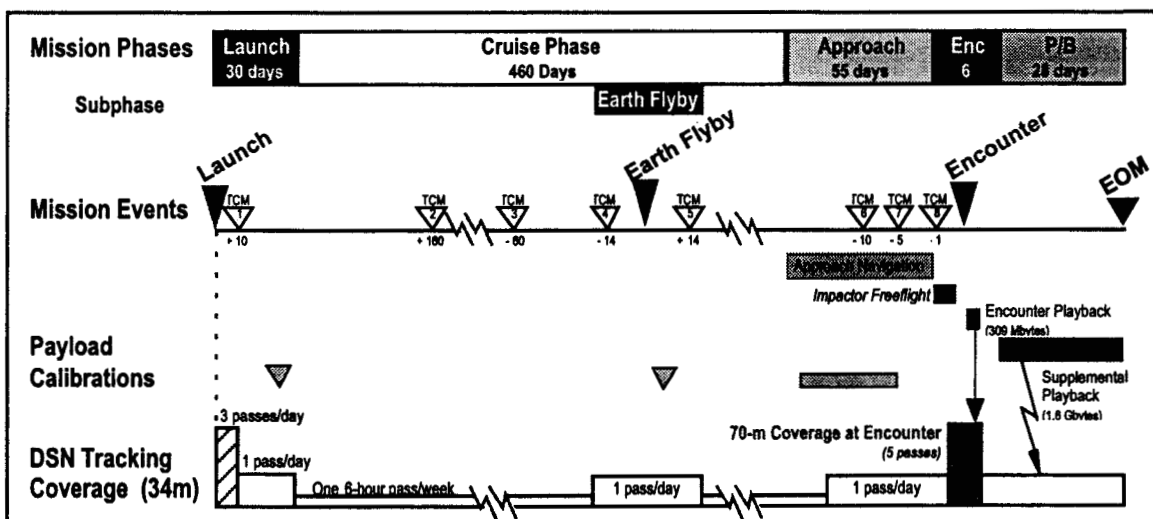 Mission Phases
Launch
30 days
Cruise Phase
460 Days
Approach
55 days
Enc
6
P/B
28 days
Subphase
Earth Flyby
Launch
Earth Flyby
Encounter
EOM
Mission Events
TCM TCM TCM TCM TCM TCM TCM TCM
1 2 3 4 5 6 7 8
+ 10 + 180 - 60 - 14 + 14 - 10 - 5 - 1
Approach Navigation
Impactor Freeflight
Encounter Playback
(309 Mbytes)
Payload
Calibrations
Supplemental
Playback
(1.6 Gbytes)
3 passes/day
70-m Coverage at Encounter
(5 passes)
DSN Tracking
Coverage (34m)
1 pass/day
One 6-hour pass/week
1 pass/day
1 pass/day